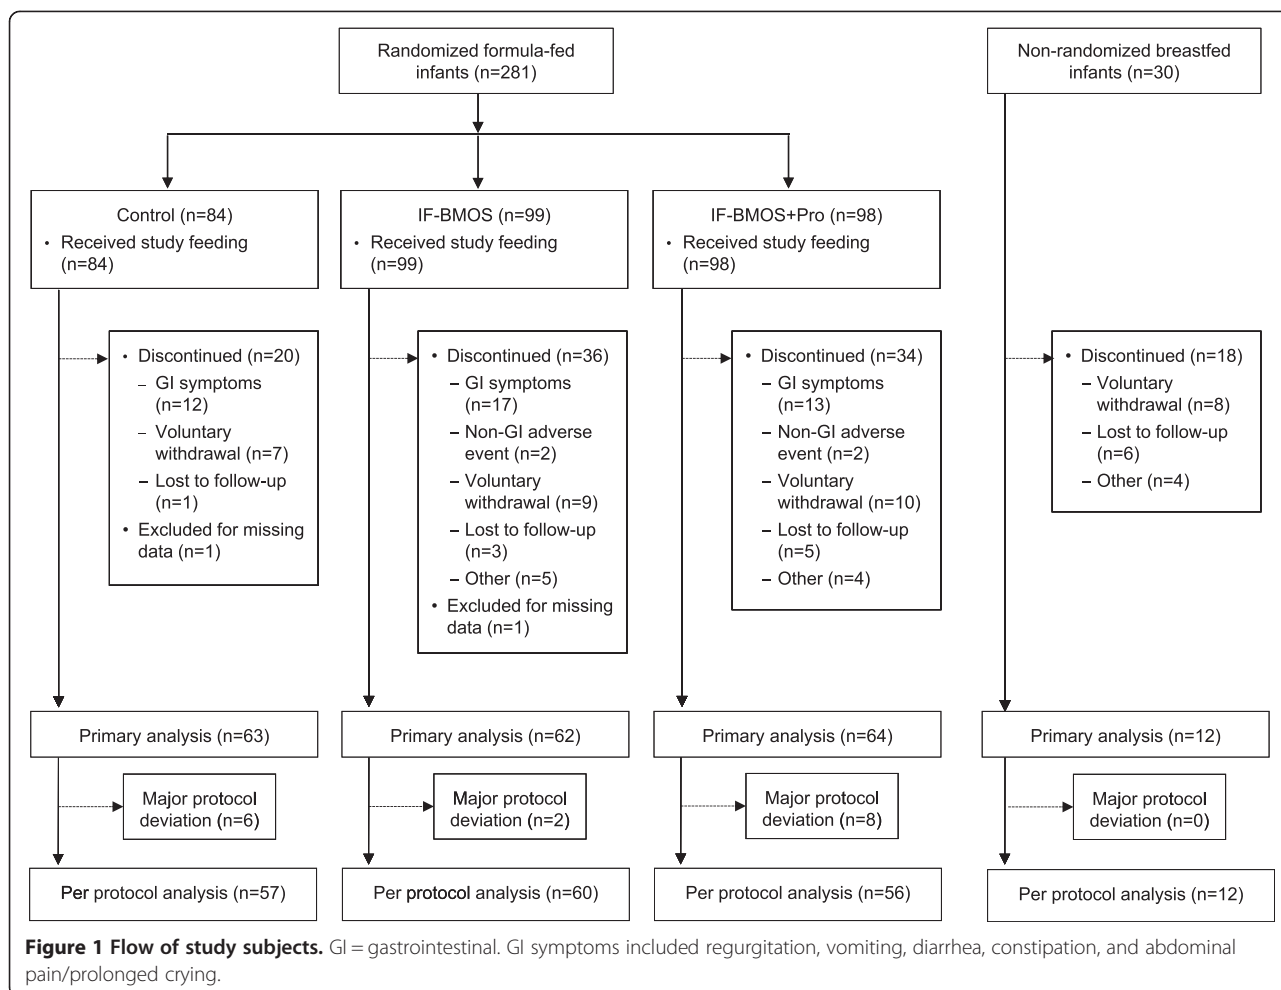 Randomized formula-fed
infants (n=281)
Non-randomized breastfed
infants (n=30)
Control (n=84)
• Received study feeding
(n=84)
IF-BMOS (n=99)
• Received study feeding
(n=99)
IF-BMOS+Pro (n=98)
• Received study feeding
(n=98)
• Discontinued (n=20)
– GI symptoms
(n=12)
– Voluntary
withdrawal (n=7)
– Lost to follow-up
(n=1)
• Excluded for missing
data (n=1)
• Discontinued (n=36)
– GI symptoms
(n=17)
– Non-GI adverse
event (n=2)
– Voluntary
withdrawal (n=9)
– Lost to follow-up
(n=3)
– Other (n=5)
• Excluded for missing
data (n=1)
• Discontinued (n=34)
– GI symptoms
(n=13)
– Non-GI adverse
event (n=2)
– Voluntary
withdrawal (n=10)
– Lost to follow-up
(n=5)
– Other (n=4)
• Discontinued (n=18)
– Voluntary
withdrawal (n=8)
– Lost to follow-up
(n=6)
– Other (n=4)
Primary analysis (n=63)
Primary analysis (n=62)
Primary analysis (n=64)
Primary analysis (n=12)
Major protocol
deviation (n=6)
Major protocol
deviation (n=2)
Major protocol
deviation (n=8)
Major protocol
deviation (n=0)
Per protocol analysis (n=57)
Per protocol analysis (n=60)
Per protocol analysis (n=56)
Per protocol analysis (n=12)
Figure 1 Flow of study subjects. GI = gastrointestinal. GI symptoms included regurgitation, vomiting, diarrhea, constipation, and abdominal
pain/prolonged crying.